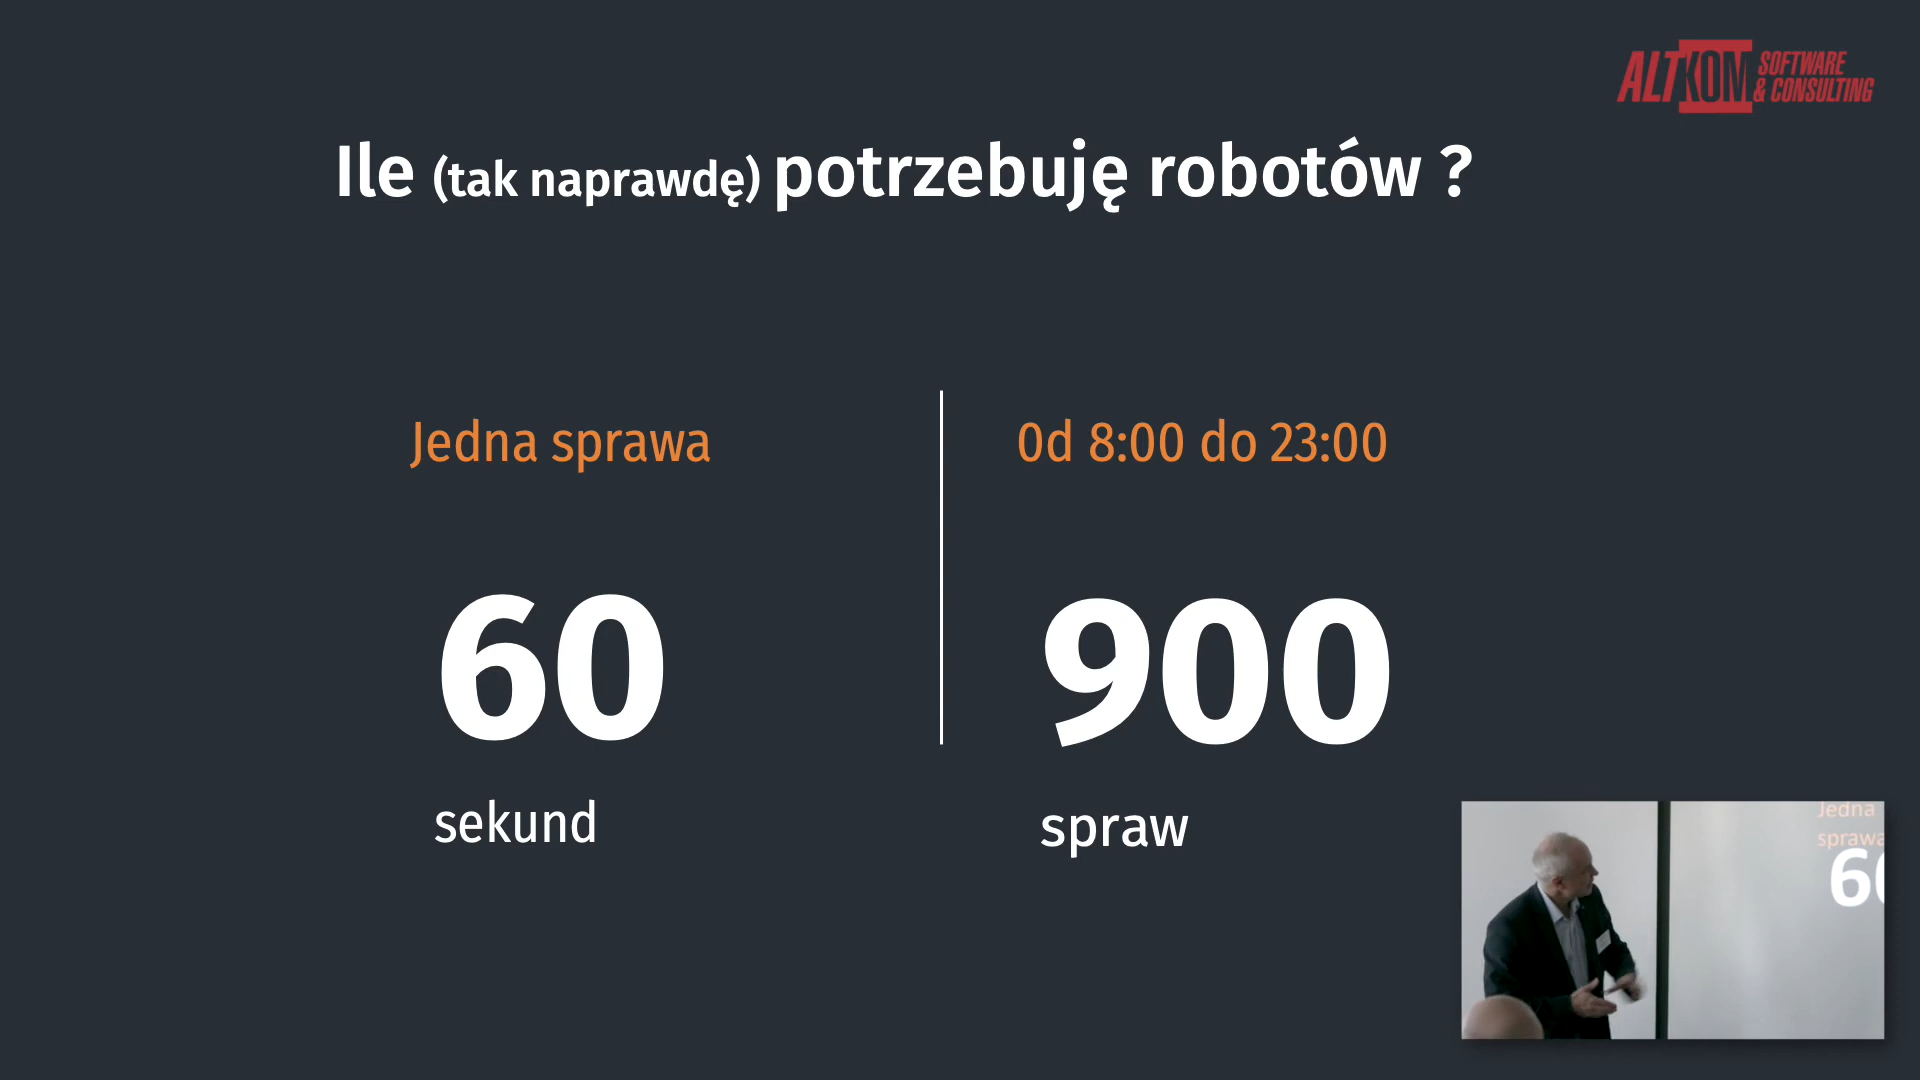 ALTKOM SOFTWARE
& CONSULTING
Ile (tak naprawdę) potrzebuję robotów ?
Jedna sprawa
Od 8:00 do 23:00
60
900
sekund
spraw
Jedna
sprawa
60